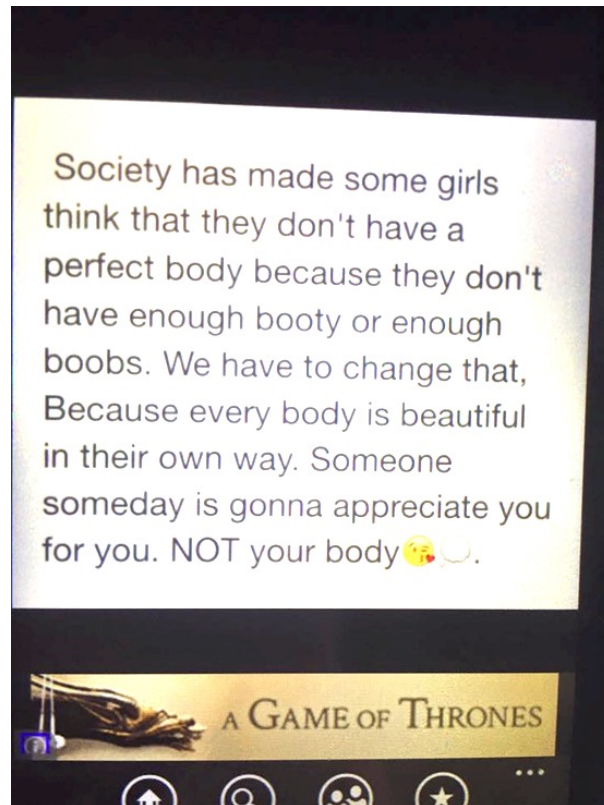 Society has made some girls
think that they don't have a
perfect body because they don't
have enough booty or enough
boobs. We have to change that,
Because every body is beautiful
in their own way. Someone
someday is gonna appreciate you
for you. NOT your body😘💭.
A GAME OF THRONES